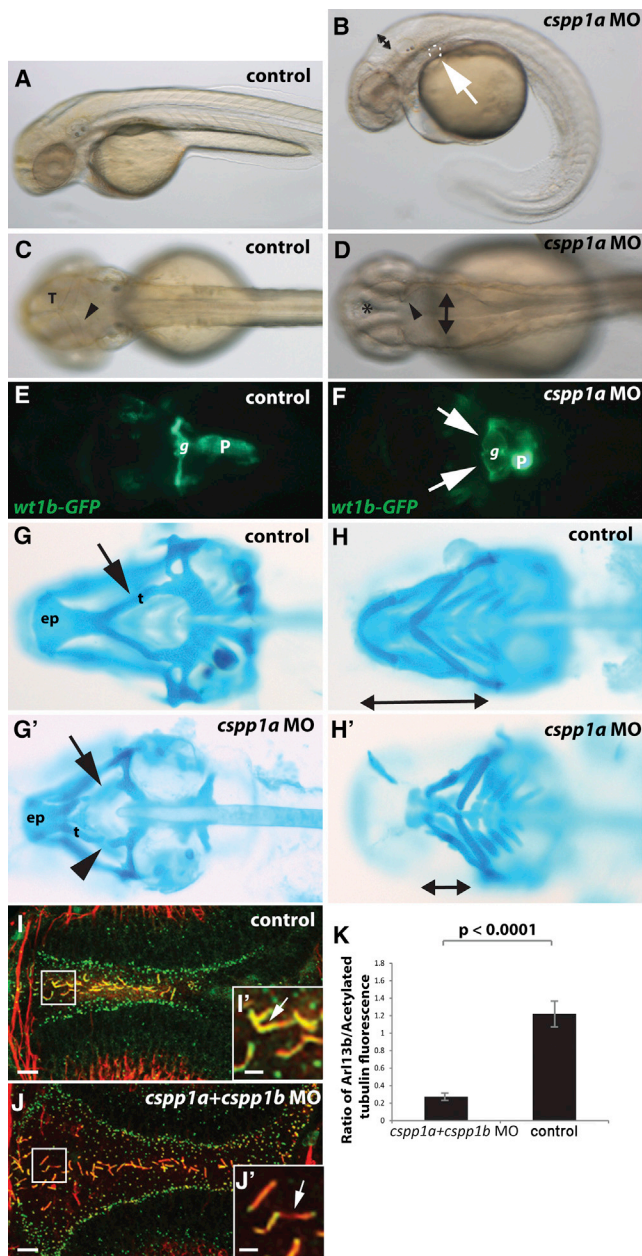 A
control
B
cspp1a MO
C
control
T
D
cspp1a MO
*
E
control
g
P
wt1b-GFP
F
cspp1a MO
g
P
wt1b-GFP
G
control
ep
t
H
control
G'
cspp1a MO
ep
t
H'
cspp1a MO
I
control
I'
J
cspp1a+cspp1b MO
J'
K
p < 0.0001
Ratio of Arl13b/Acetylated
tubulin fluorescence
1.8
1.6
1.4
1.2
1
0.8
0.6
0.4
0.2
0
cspp1a+cspp1b MO
control